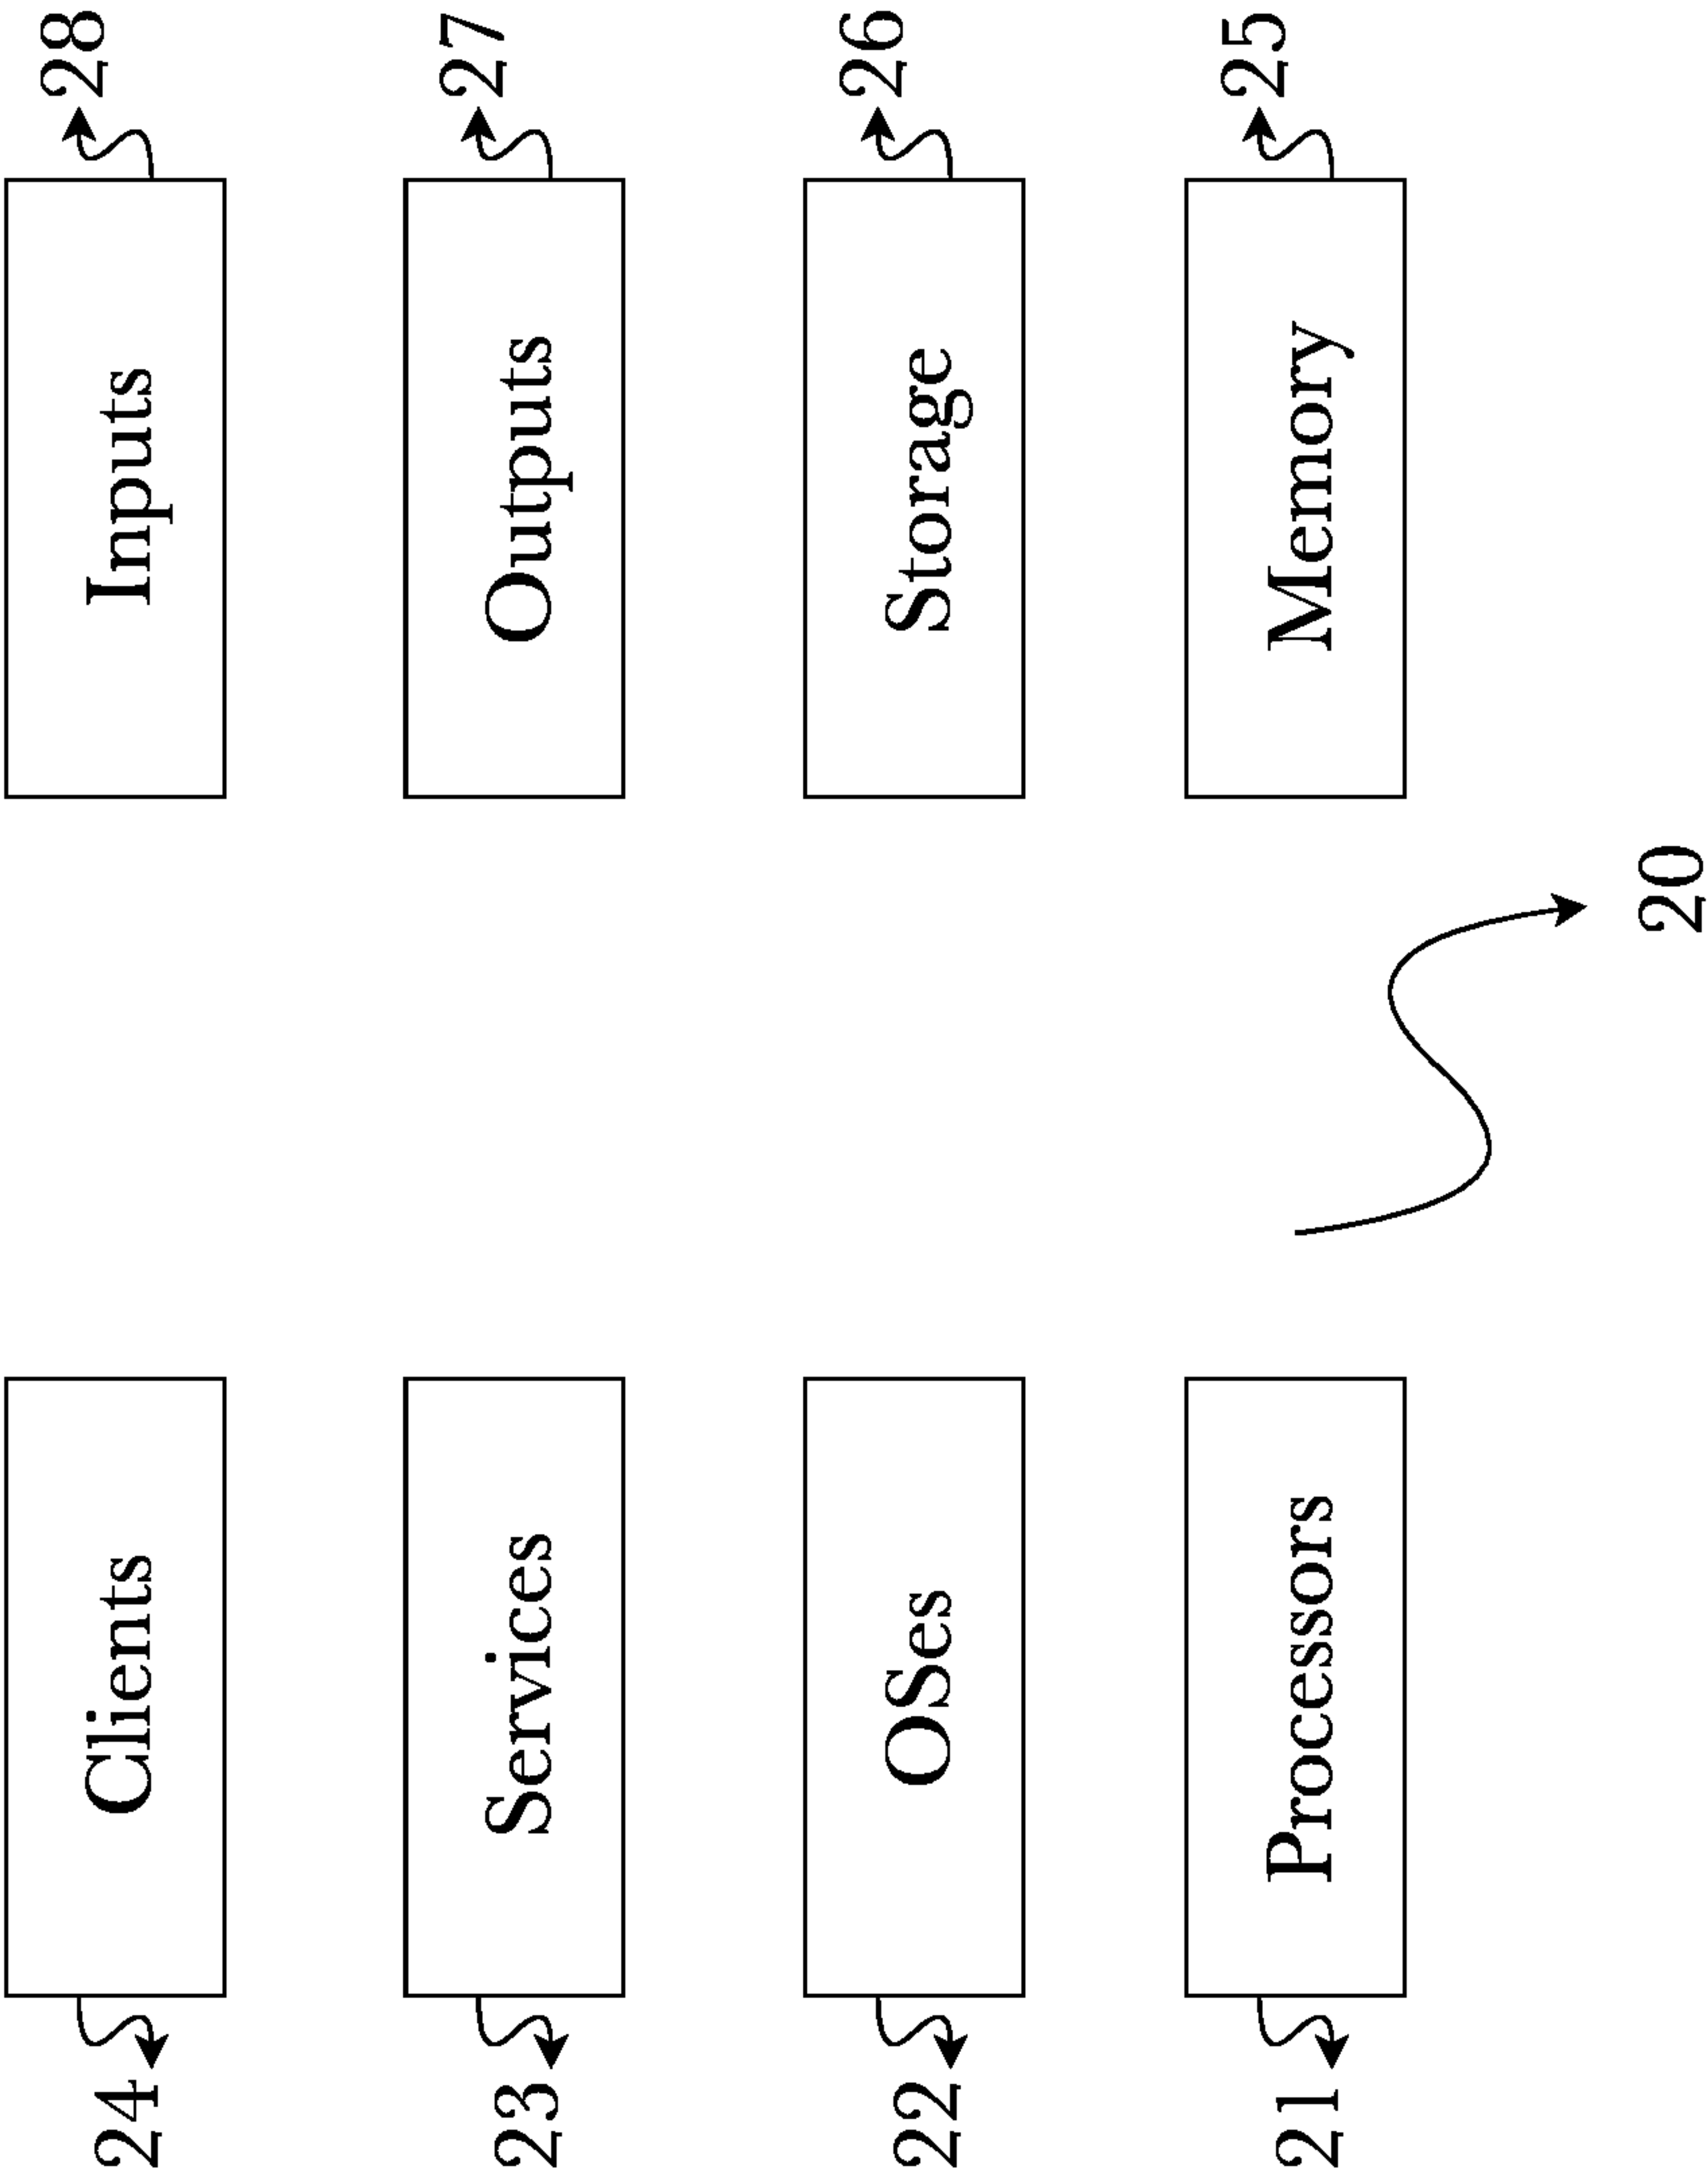 24 Clients Inputs 28
23 Services Outputs 27
22 OSes Storage 26
21 Processors Memory 25
20